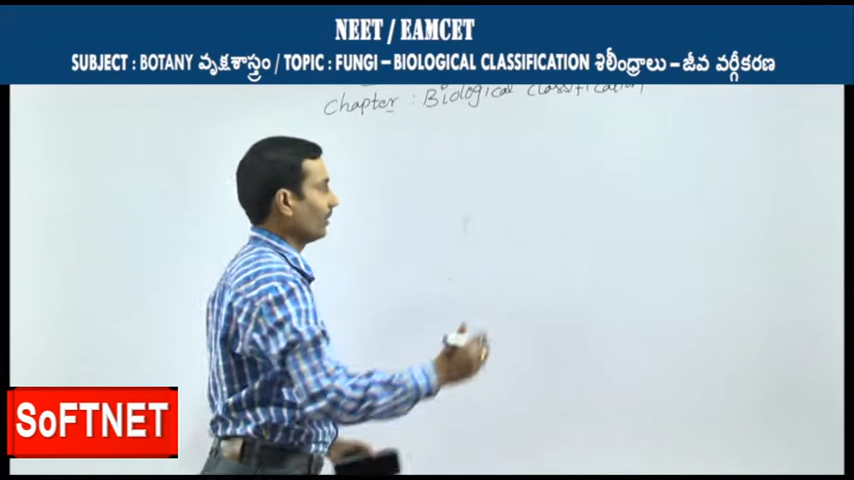 NEET / EAMCET
SUBJECT : BOTANY వృక్షశాస్త్రం / TOPIC : FUNGI – BIOLOGICAL CLASSIFICATION శిలీంధ్రాలు – జీవ వర్గీకరణ
Chapter : Biological Classification
SoFTNET